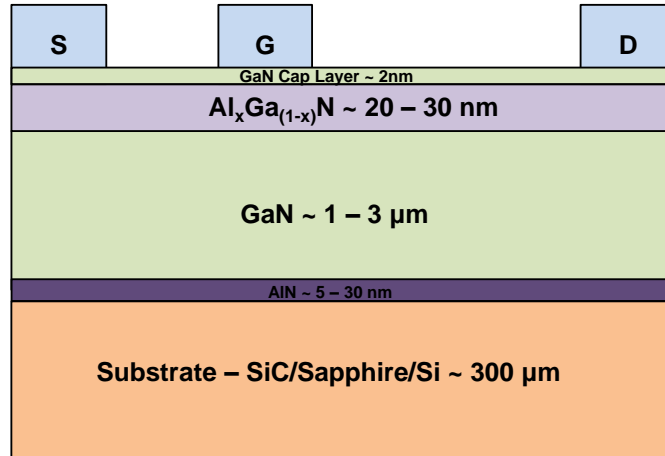 S G D
GaN Cap Layer ~ 2nm
AlxGa(1-x)N ~ 20 – 30 nm
GaN ~ 1 – 3 µm
AlN ~ 5 – 30 nm
Substrate – SiC/Sapphire/Si ~ 300 µm